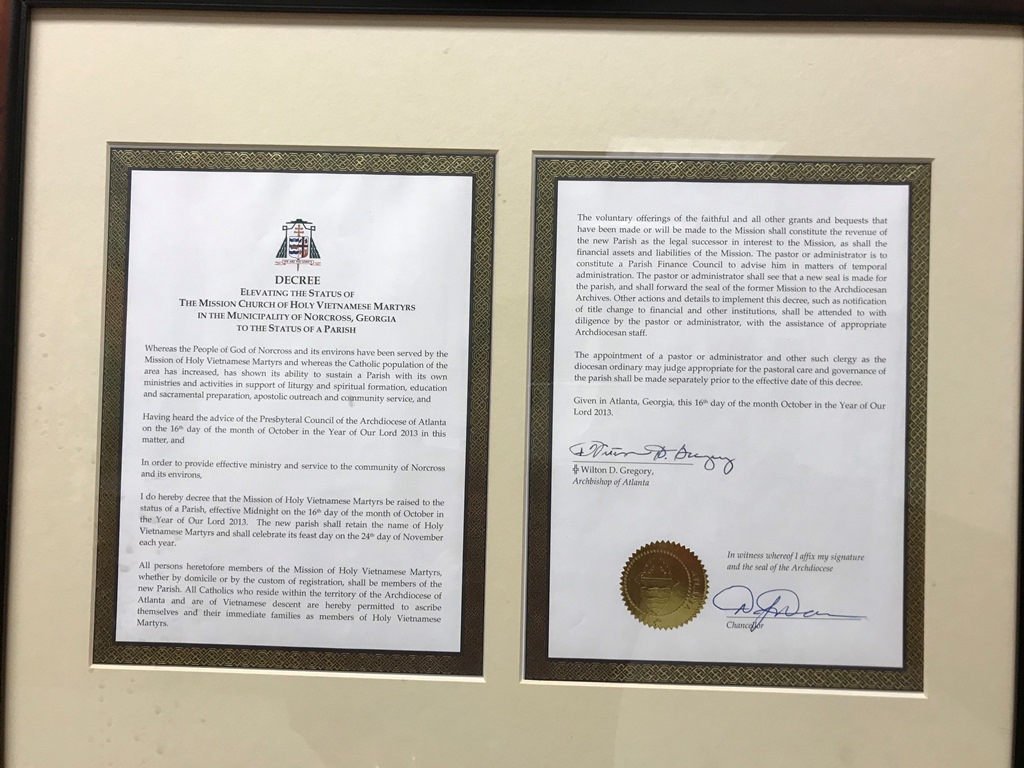 DECREE
ELEVATING THE STATUS OF
THE MISSION CHURCH OF HOLY VIETNAMESE MARTYRS
IN THE MUNICIPALITY OF NORCROSS, GEORGIA
TO THE STATUS OF A PARISH
Whereas the People of God of Norcross and its environs have been served by the
Mission of Holy Vietnamese Martyrs and whereas the Catholic population of the
area has increased, has shown its ability to sustain a Parish with its own
ministries and activities in support of liturgy and spiritual formation, education
and sacramental preparation, apostolic outreach and community service, and
Having heard the advice of the Presbyteral Council of the Archdiocese of Atlanta
on the 16th day of the month of October in the Year of Our Lord 2013 in this
matter, and
In order to provide effective ministry and service to the community of Norcross
and its environs,
I do hereby decree that the Mission of Holy Vietnamese Martyrs be raised to the
status of a Parish, effective Midnight on the 16th day of the month of October in
the Year of Our Lord 2013. The new parish shall retain the name of Holy
Vietnamese Martyrs and shall celebrate its feast day on the 24th day of November
each year.
All persons heretofore members of the Mission of Holy Vietnamese Martyrs,
whether by domicile or by the custom of registration, shall be members of the
new Parish. All Catholics who reside within the territory of the Archdiocese of
Atlanta and are of Vietnamese descent are hereby permitted to ascribe
themselves and their immediate families as members of Holy Vietnamese
Martyrs.
The voluntary offerings of the faithful and all other grants and bequests that
have been made or will be made to the Mission shall constitute the revenue of
the new Parish as the legal successor in interest to the Mission, as shall the
financial assets and liabilities of the Mission. The pastor or administrator is to
constitute a Parish Finance Council to advise him in matters of temporal
administration. The pastor or administrator shall see that a new seal is made for
the parish, and shall forward the seal of the former Mission to the Archdiocesan
Archives. Other actions and details to implement this decree, such as notification
of title change to financial and other institutions, shall be attended to with
diligence by the pastor or administrator, with the assistance of appropriate
Archdiocesan staff.
The appointment of a pastor or administrator and other such clergy as the
diocesan ordinary may judge appropriate for the pastoral care and governance of
the parish shall be made separately prior to the effective date of this decree.
Given in Atlanta, Georgia, this 16th day of the month October in the Year of Our
Lord 2013.
Wilton D. Gregory
Wilton D. Gregory,
Archbishop of Atlanta
In witness whereof I affix my signature
and the seal of the Archdiocese
Chancellor